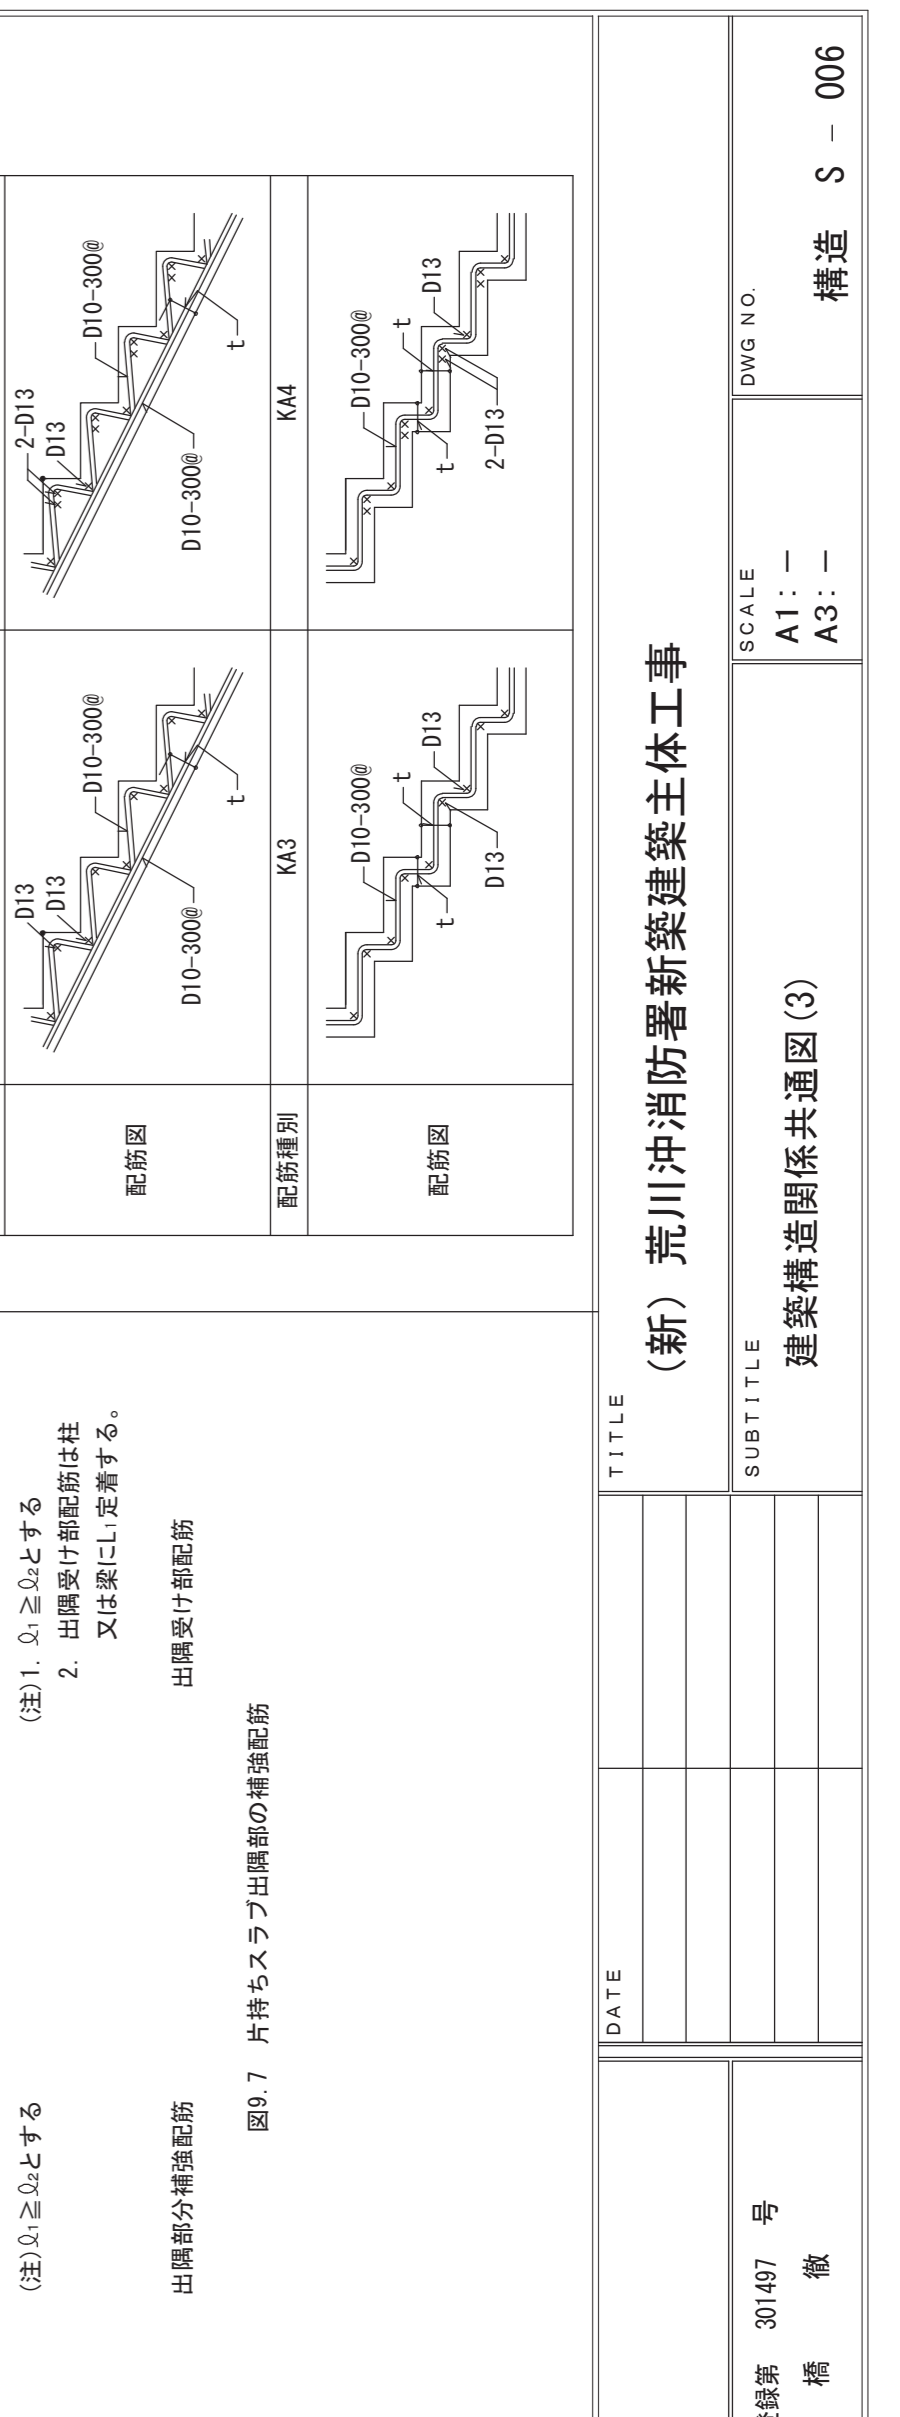 (注)ℓ₁≧ℓ₂とする
出隅部分補強配筋
(注)1. ℓ₁≧ℓ₂とする
2. 出隅受け部配筋は柱
又は梁にL₁定着する。
出隅受け部配筋
図9.7 片持ちスラブ出隅部の補強配筋
配筋図
D13
D13
D10-300@
D10-300@
t
2-D13
D13
D10-300@
D10-300@
t
配筋種別
KA3
KA4
配筋図
D10-300@
t
D13
t
D13
D10-300@
t
D13
t
2-D13
登録第 301497 号
橋 徹
DATE
TITLE
(新) 荒川沖消防署新築建築主体工事
SUBTITLE
建築構造関係共通図(3)
SCALE
A1:－
A3:－
DWG NO.
構造 S － 006